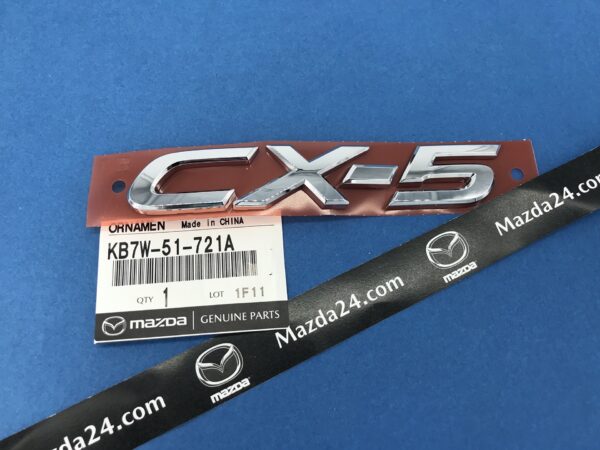 CX-5
ORNAMEN Made in CHINA
KB7W-51-721A
QTY 1 LOT 1F11
mazda GENUINE PARTS
Mazda24.com
mazda
Mazda24.com
mazda
Mazda24.com